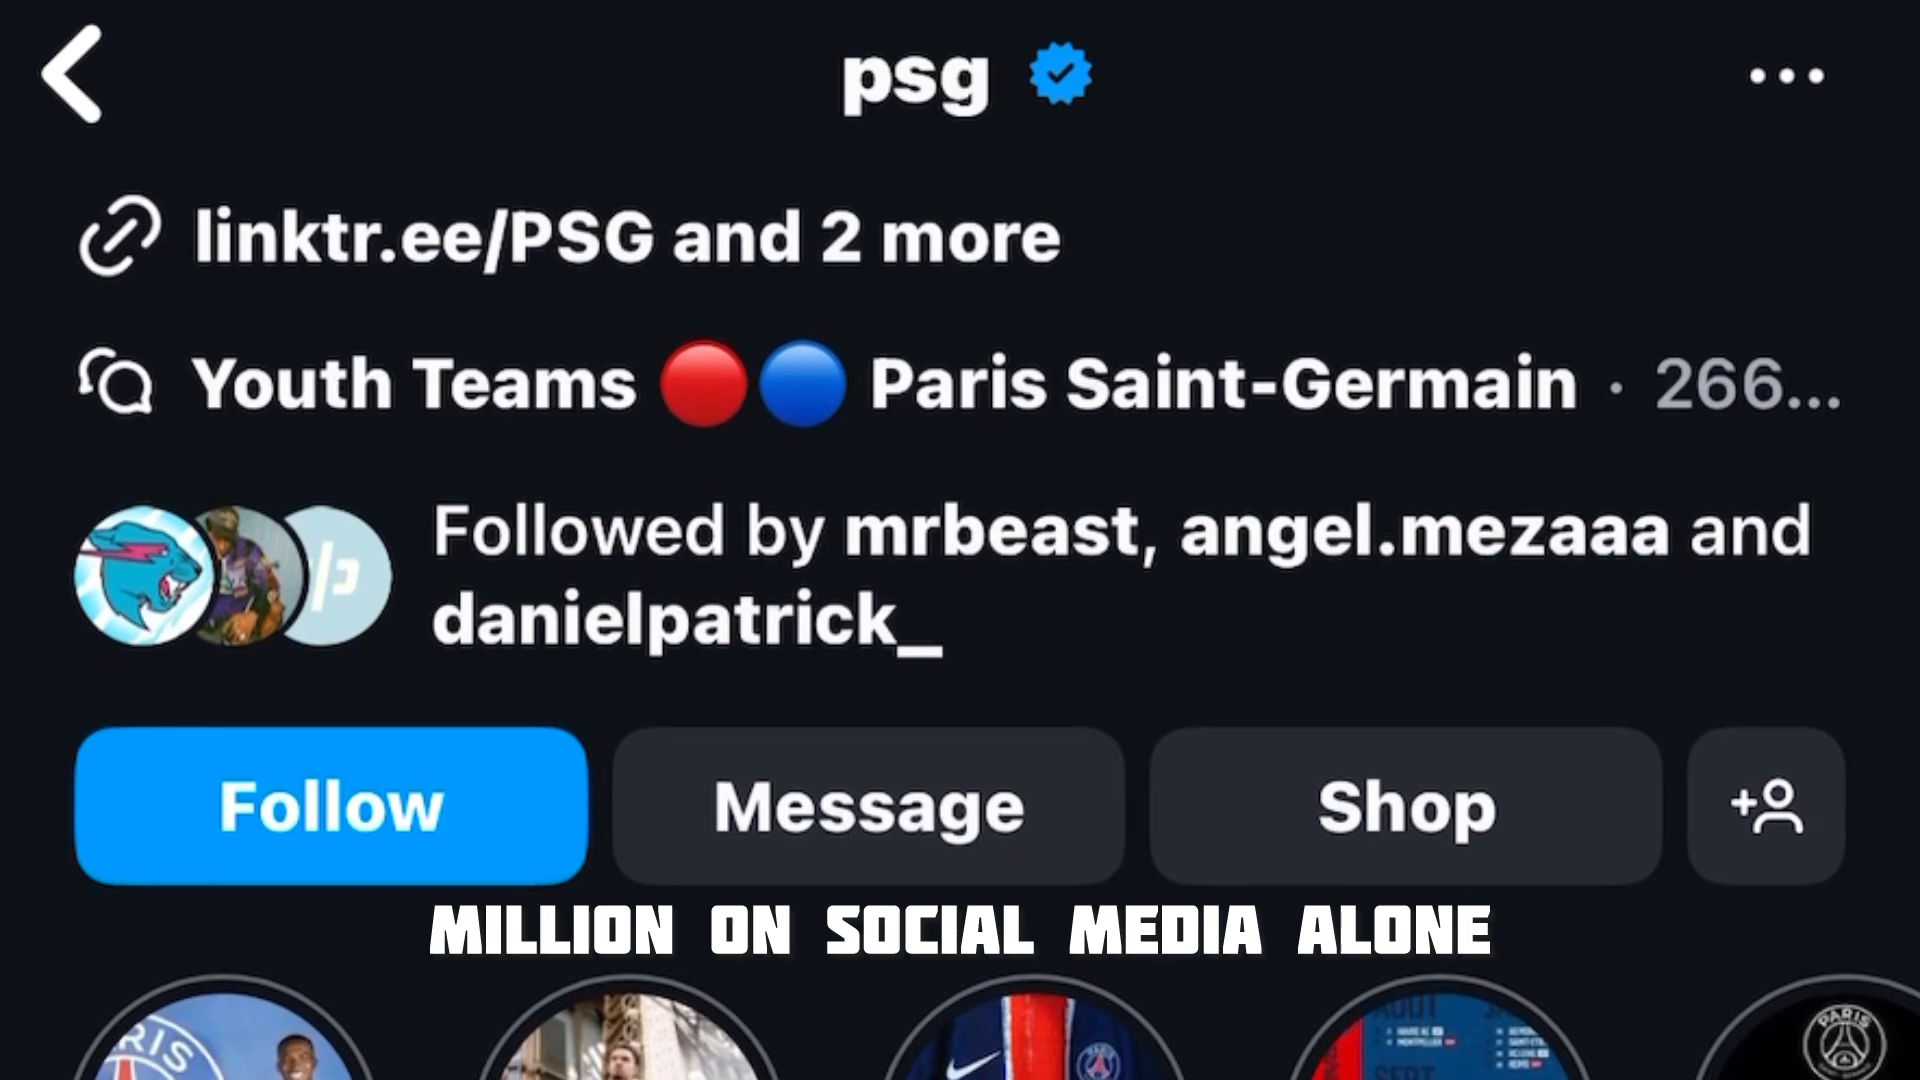 psg
linktr.ee/PSG and 2 more
Youth Teams 🔴🔵 Paris Saint-Germain · 266...
Followed by mrbeast, angel.mezaaa and
danielpatrick_
Follow
Message
Shop
MILLION ON SOCIAL MEDIA ALONE
PARIS